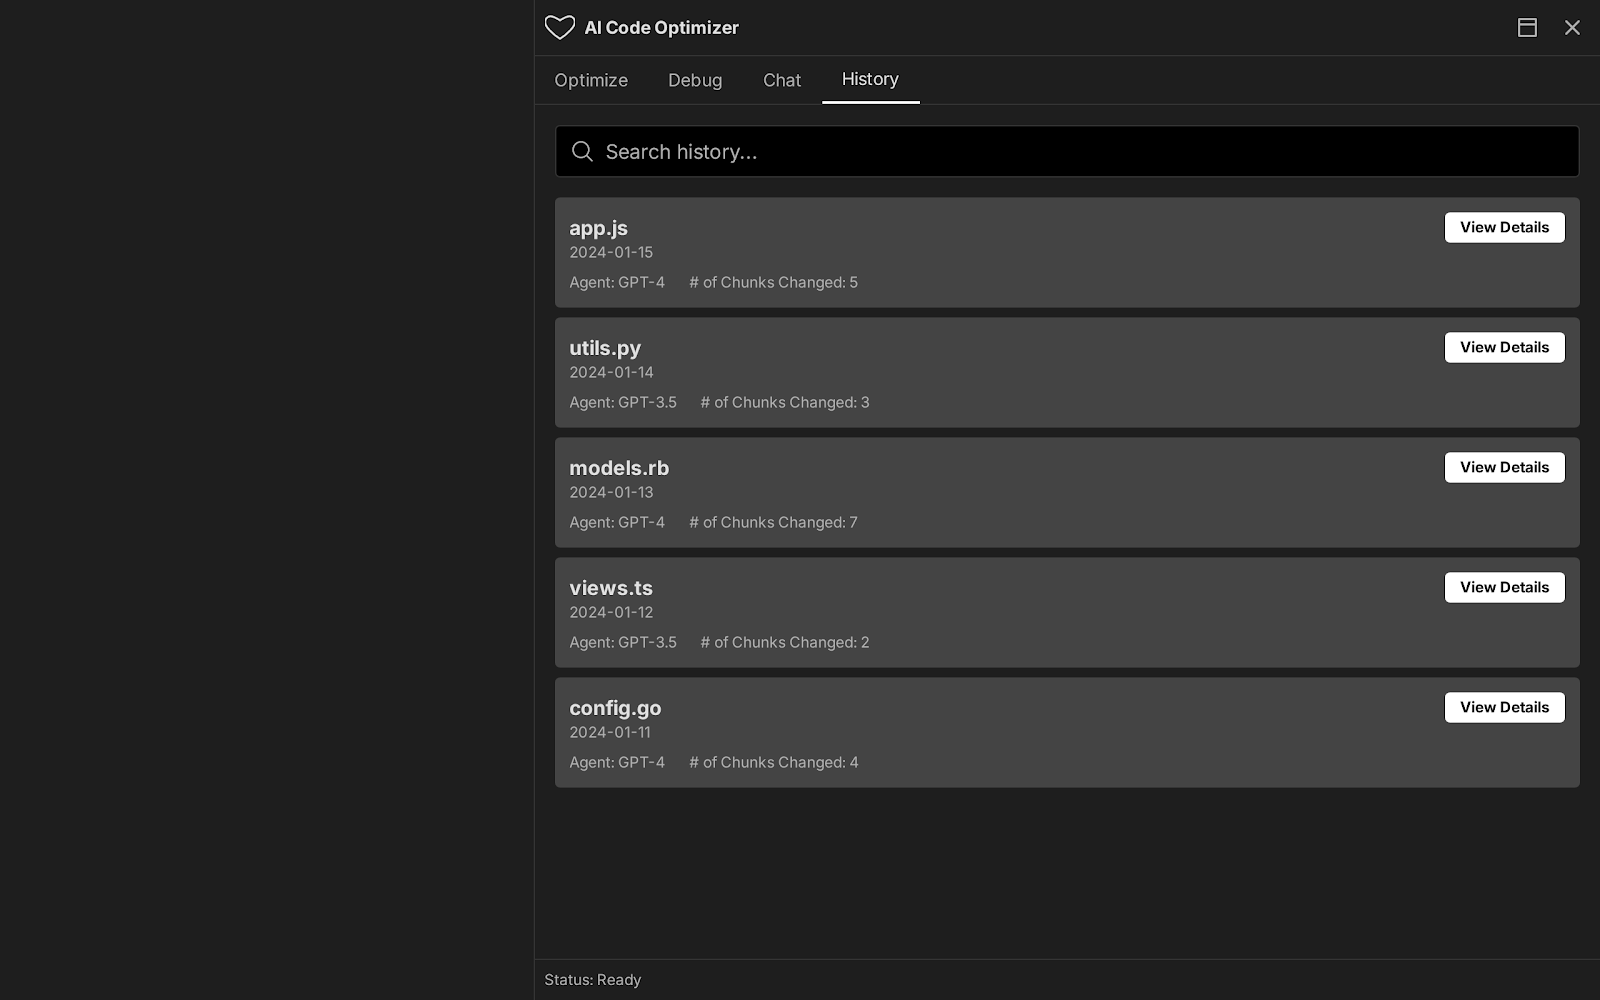 AI Code Optimizer
Optimize Debug Chat History
Search history...
app.js
View Details
2024-01-15
Agent: GPT-4 # of Chunks Changed: 5
utils.py
View Details
2024-01-14
Agent: GPT-3.5 # of Chunks Changed: 3
models.rb
View Details
2024-01-13
Agent: GPT-4 # of Chunks Changed: 7
views.ts
View Details
2024-01-12
Agent: GPT-3.5 # of Chunks Changed: 2
config.go
View Details
2024-01-11
Agent: GPT-4 # of Chunks Changed: 4
Status: Ready